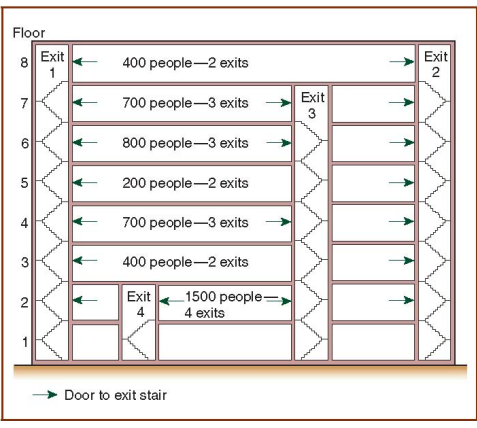 Floor
8
Exit
1
400 people—2 exits
Exit
2
7
700 people—3 exits
Exit
3
6
800 people—3 exits
5
200 people—2 exits
4
700 people—3 exits
3
400 people—2 exits
2
Exit
4
1500 people—
4 exits
1
Door to exit stair